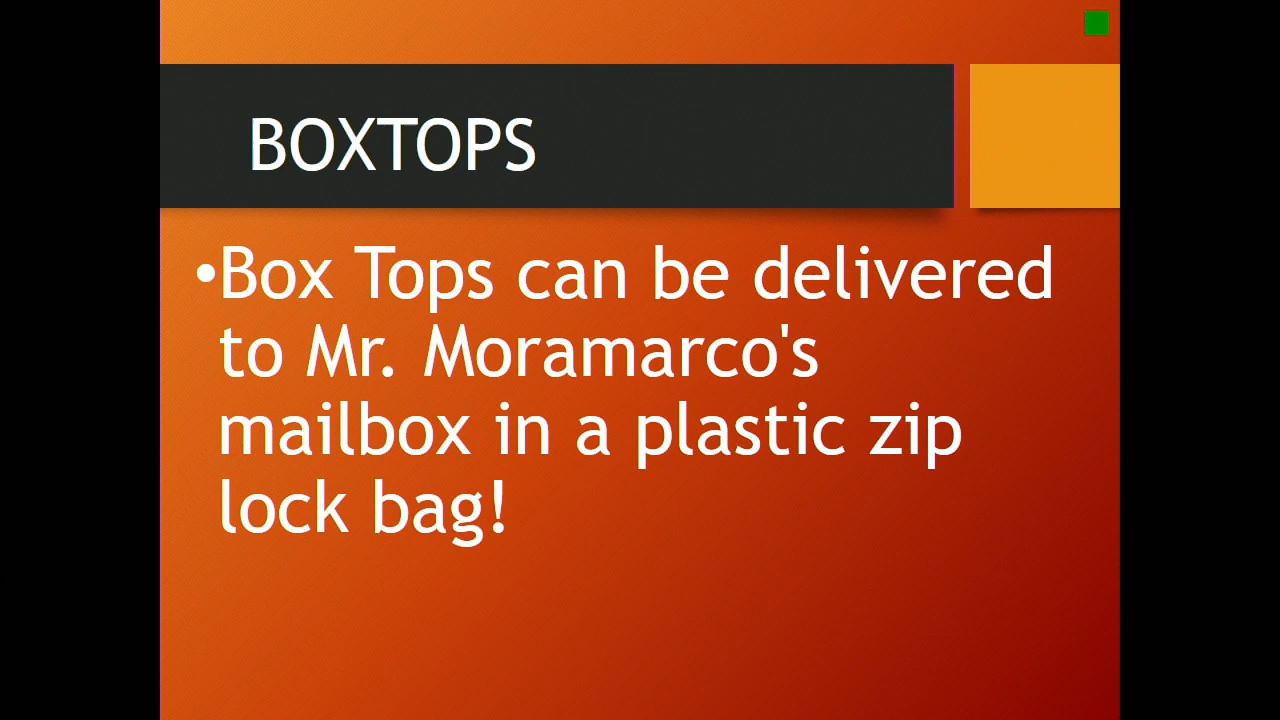 BOXTOPS
•Box Tops can be delivered
to Mr. Moramarco's
mailbox in a plastic zip
lock bag!